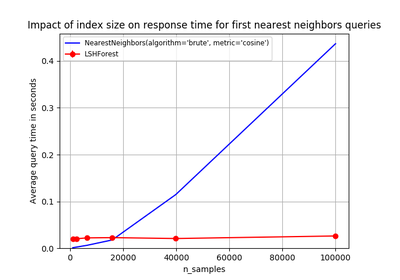 Impact of index size on response time for first nearest neighbors queries
NearestNeighbors(algorithm='brute', metric='cosine')
LSHForest
Average query time in seconds
0.4
0.3
0.2
0.1
0.0
0 20000 40000 60000 80000 100000
n_samples